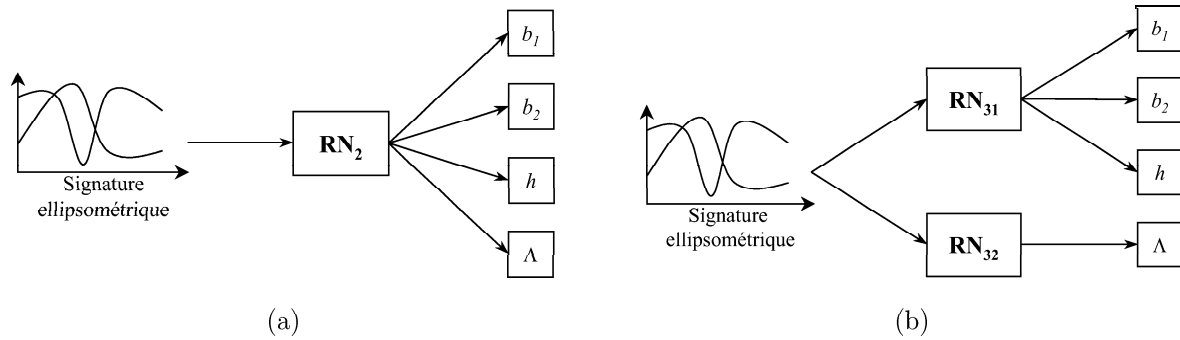 b1
b2
RN2
h
Λ
Signature
ellipsométrique
(a)
b1
RN31
b2
h
RN32
Λ
Signature
ellipsométrique
(b)